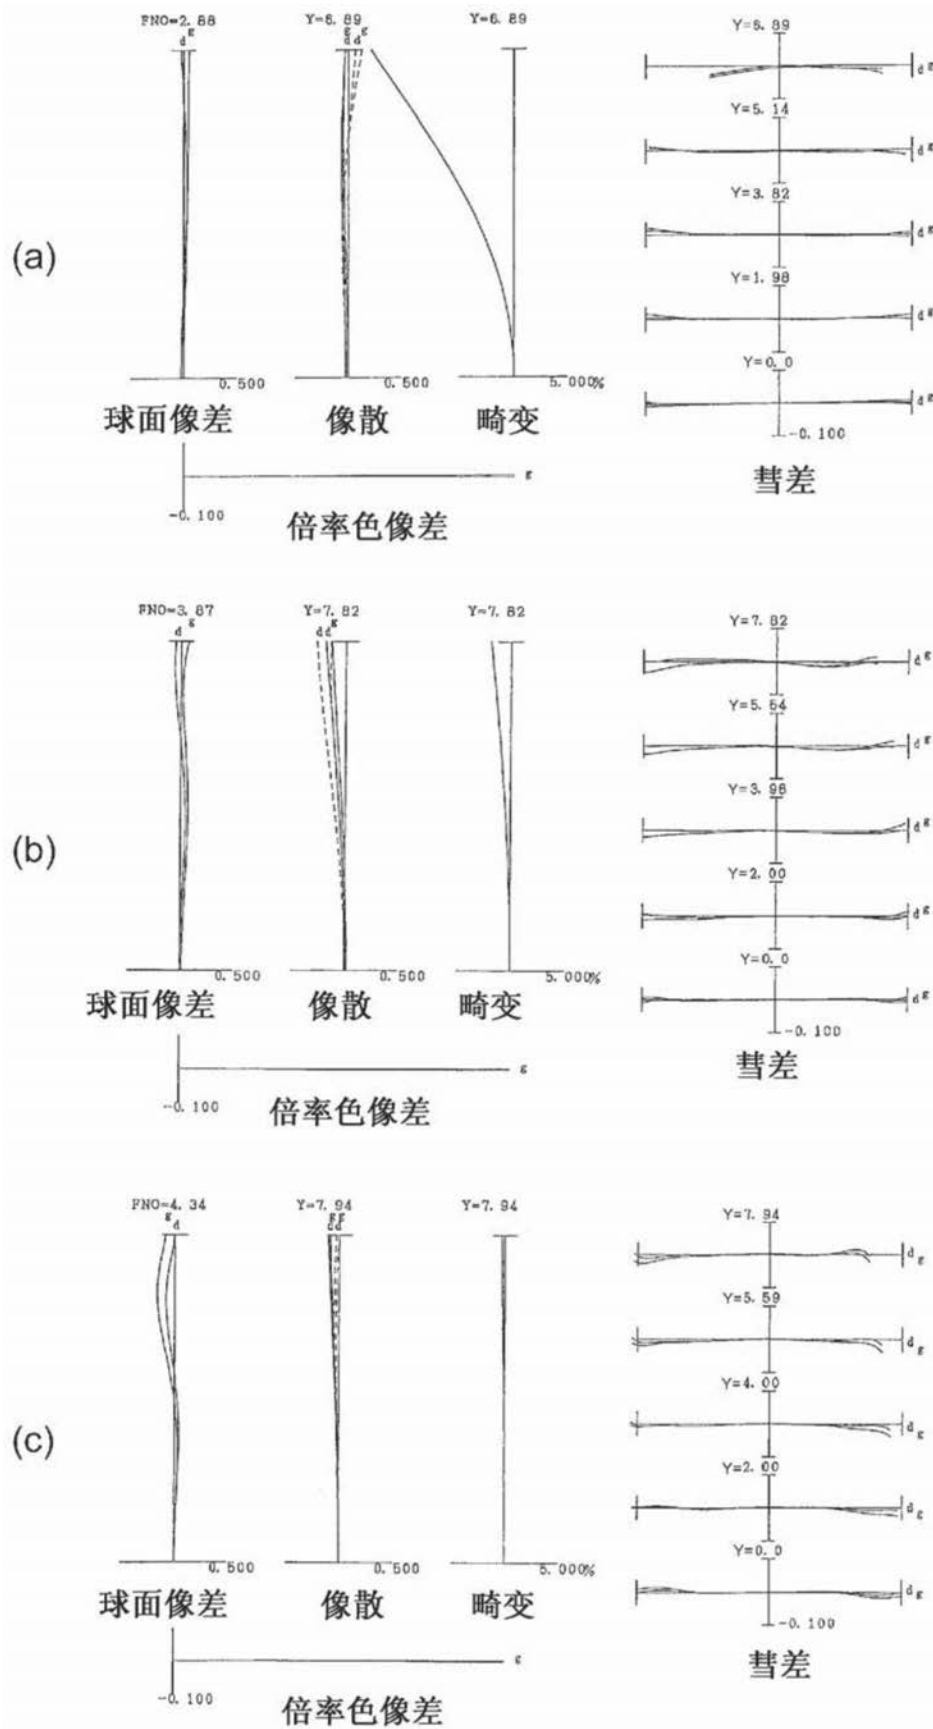 (a)
FNO=2.88
g
d
0.500
球面像差
Y=6.89
g
d
g
d
0.500
像散
Y=6.89
5.000%
畸变
g
-0.100
倍率色像差
Y=6.89
d g
Y=5.14
d g
Y=3.82
d g
Y=1.98
d g
Y=0.0
d g
-0.100
彗差
(b)
FNO=3.87
g
d
0.500
球面像差
Y=7.82
g
d d
0.500
像散
Y=7.82
5.000%
畸变
g
-0.100
倍率色像差
Y=7.82
d g
Y=5.54
d g
Y=3.98
d g
Y=2.00
d g
Y=0.0
d g
-0.100
彗差
(c)
FNO=4.34
g
d
0.500
球面像差
Y=7.94
g g
d d
0.500
像散
Y=7.94
5.000%
畸变
g
-0.100
倍率色像差
Y=7.94
d g
Y=5.59
d g
Y=4.00
d g
Y=2.00
d g
Y=0.0
d g
-0.100
彗差